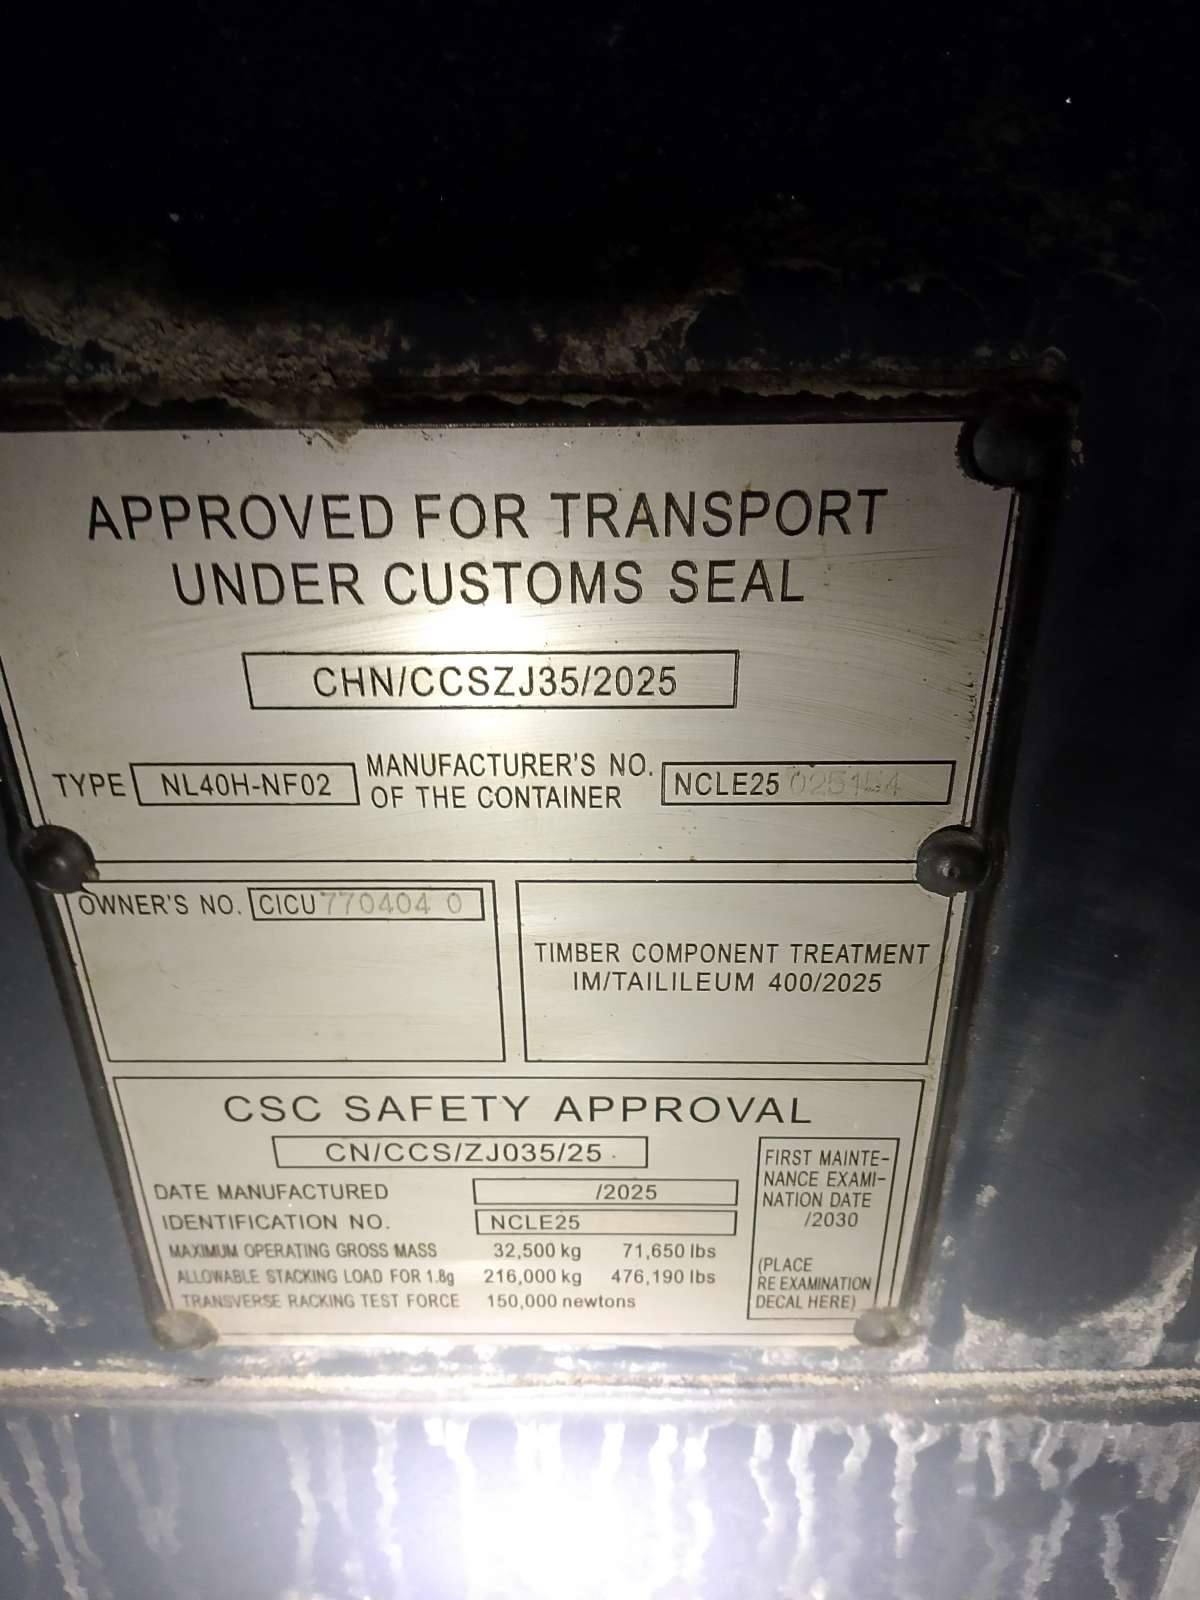 APPROVED FOR TRANSPORT
UNDER CUSTOMS SEAL
CHN/CCSZJ35/2025
TYPE NL40H-NF02 MANUFACTURER'S NO. OF THE CONTAINER NCLE25 025154
OWNER'S NO. CICU 770404 0
TIMBER COMPONENT TREATMENT
IM/TAILILEUM 400/2025
CSC SAFETY APPROVAL
CN/CCS/ZJ035/25
DATE MANUFACTURED /2025
IDENTIFICATION NO. NCLE25
MAXIMUM OPERATING GROSS MASS 32,500 kg 71,650 lbs
ALLOWABLE STACKING LOAD FOR 1.8g 216,000 kg 476,190 lbs
TRANSVERSE RACKING TEST FORCE 150,000 newtons
FIRST MAINTE-
NANCE EXAMI-
NATION DATE
/2030
(PLACE
RE EXAMINATION
DECAL HERE)